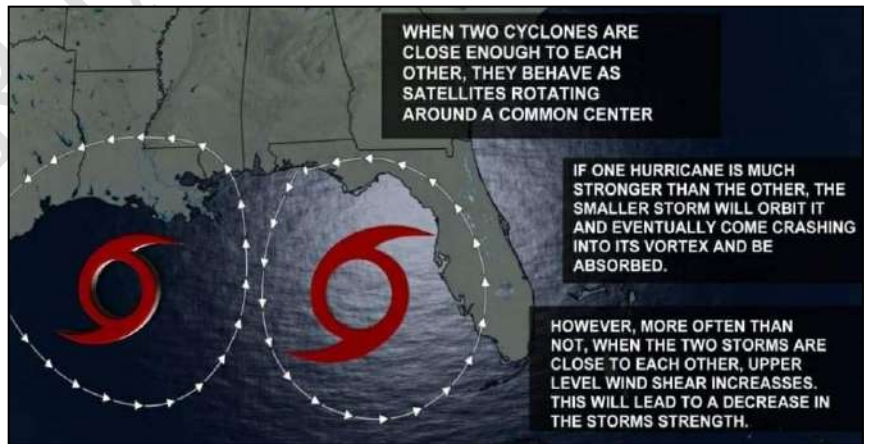 WHEN TWO CYCLONES ARE
CLOSE ENOUGH TO EACH
OTHER, THEY BEHAVE AS
SATELLITES ROTATING
AROUND A COMMON CENTER
IF ONE HURRICANE IS MUCH
STRONGER THAN THE OTHER, THE
SMALLER STORM WILL ORBIT IT
AND EVENTUALLY COME CRASHING
INTO ITS VORTEX AND BE
ABSORBED.
HOWEVER, MORE OFTEN THAN
NOT, WHEN THE TWO STORMS ARE
CLOSE TO EACH OTHER, UPPER
LEVEL WIND SHEAR INCREASSES.
THIS WILL LEAD TO A DECREASE IN
THE STORMS STRENGTH.